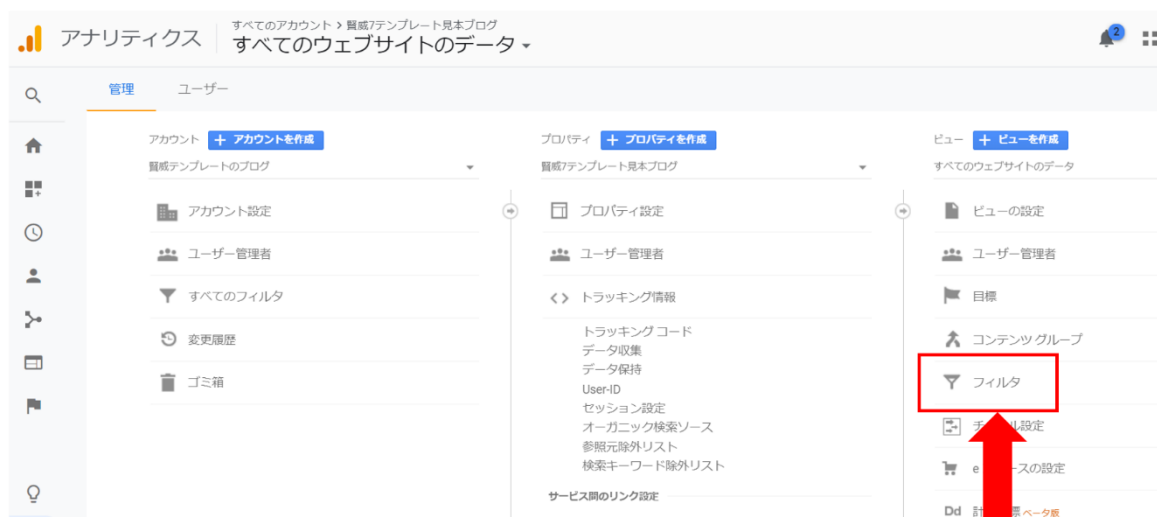 アナリティクス
すべてのアカウント > 賢威7テンプレート見本ブログ
すべてのウェブサイトのデータ
2
管理
ユーザー
アカウント
+ アカウントを作成
賢威テンプレートのブログ
アカウント設定
ユーザー管理者
すべてのフィルタ
変更履歴
ゴミ箱
プロパティ
+ プロパティを作成
賢威7テンプレート見本ブログ
プロパティ設定
ユーザー管理者
トラッキング情報
トラッキング コード
データ収集
データ保持
User-ID
セッション設定
オーガニック検索ソース
参照元除外リスト
検索キーワード除外リスト
サービス間のリンク設定
ビュー
+ ビューを作成
すべてのウェブサイトのデータ
ビューの設定
ユーザー管理者
目標
コンテンツ グループ
フィルタ
ル設定
e
スの設定
Dd
ベータ版